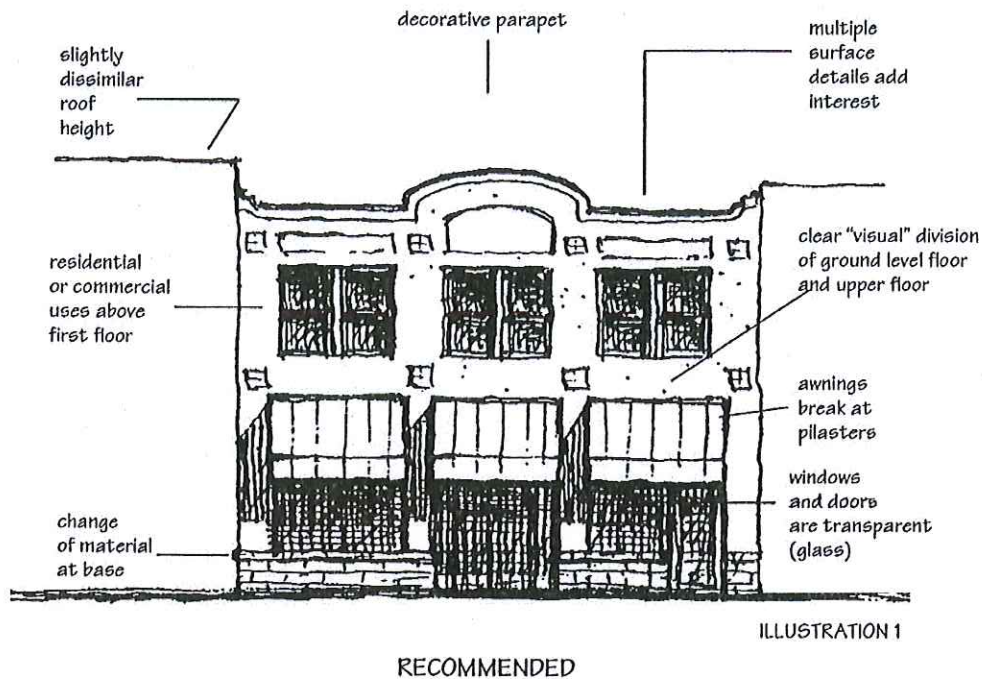 decorative parapet
multiple
surface
details add
interest
slightly
dissimilar
roof
height
clear "visual" division
of ground level floor
and upper floor
residential
or commercial
uses above
first floor
awnings
break at
pilasters
windows
and doors
are transparent
(glass)
change
of material
at base
ILLUSTRATION 1
RECOMMENDED